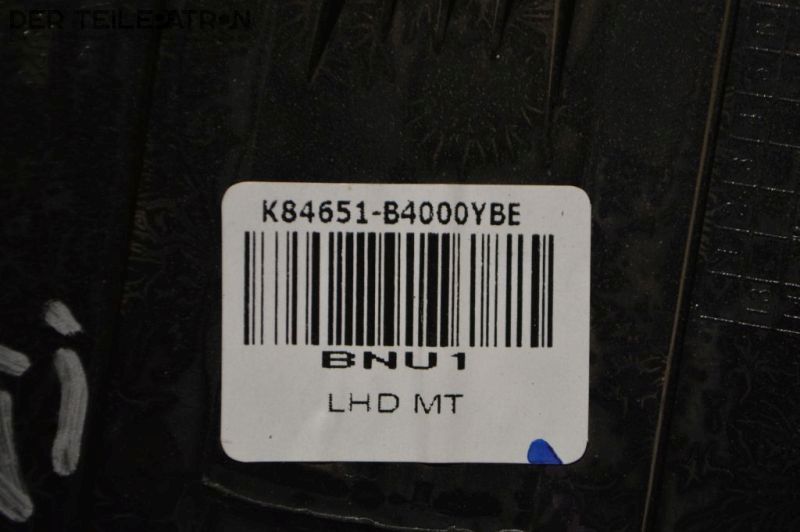 DER TEILEPATRON
K84651-B4000YBE
BNU1
LHD MT